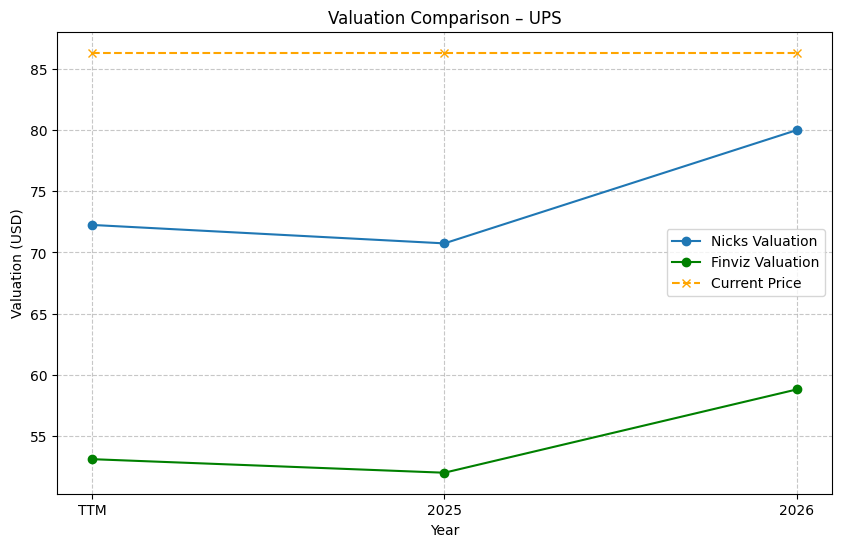 Valuation Comparison – UPS
Valuation (USD)
85
80
75
70
65
60
55
Nicks Valuation
Finviz Valuation
Current Price
TTM
2025
2026
Year